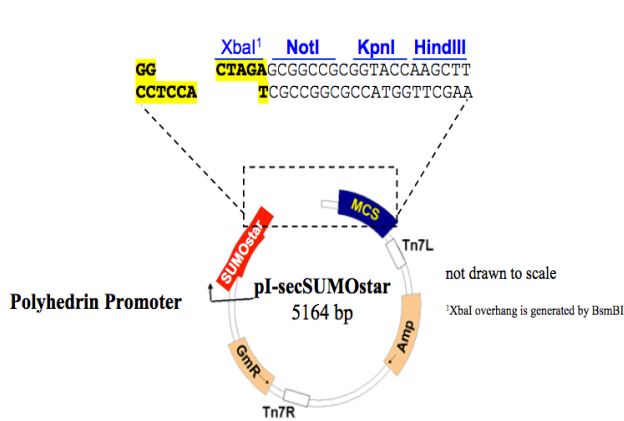 XbaI¹ NotI KpnI HindIII
GG CTAGAGCGGCCGCGGTACCAAGCTT
CCTCCA TCGCCGGCGCCATGGTTCGAA
MCS
SUMOstar
Tn7L
pI-secSUMOstar
5164 bp
not drawn to scale
Polyhedrin Promoter
¹XbaI overhang is generated by BsmBI
Amp
GmR
Tn7R